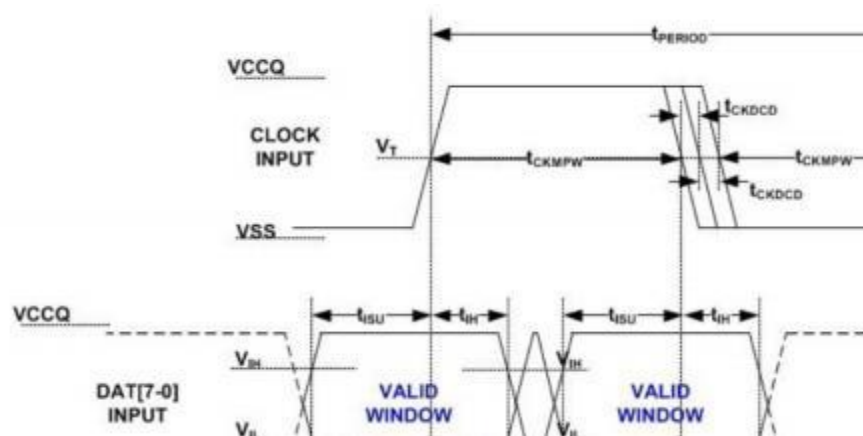 tPERIOD
VCCQ
tCKDCD
CLOCK
INPUT
VT
tCKMPW
tCKMPW
tCKDCD
VSS
VCCQ
tISU
tIH
tISU
tIH
VIH
VIH
DAT[7-0]
INPUT
VALID
WINDOW
VALID
WINDOW